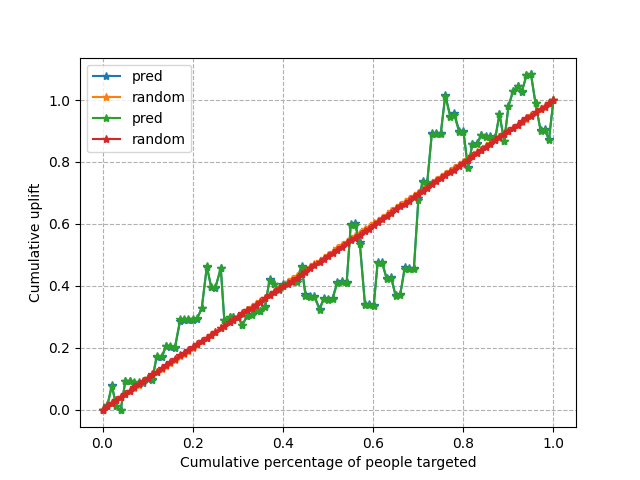 pred
random
pred
random
1.0
0.8
0.6
0.4
0.2
0.0
Cumulative uplift
0.0 0.2 0.4 0.6 0.8 1.0
Cumulative percentage of people targeted